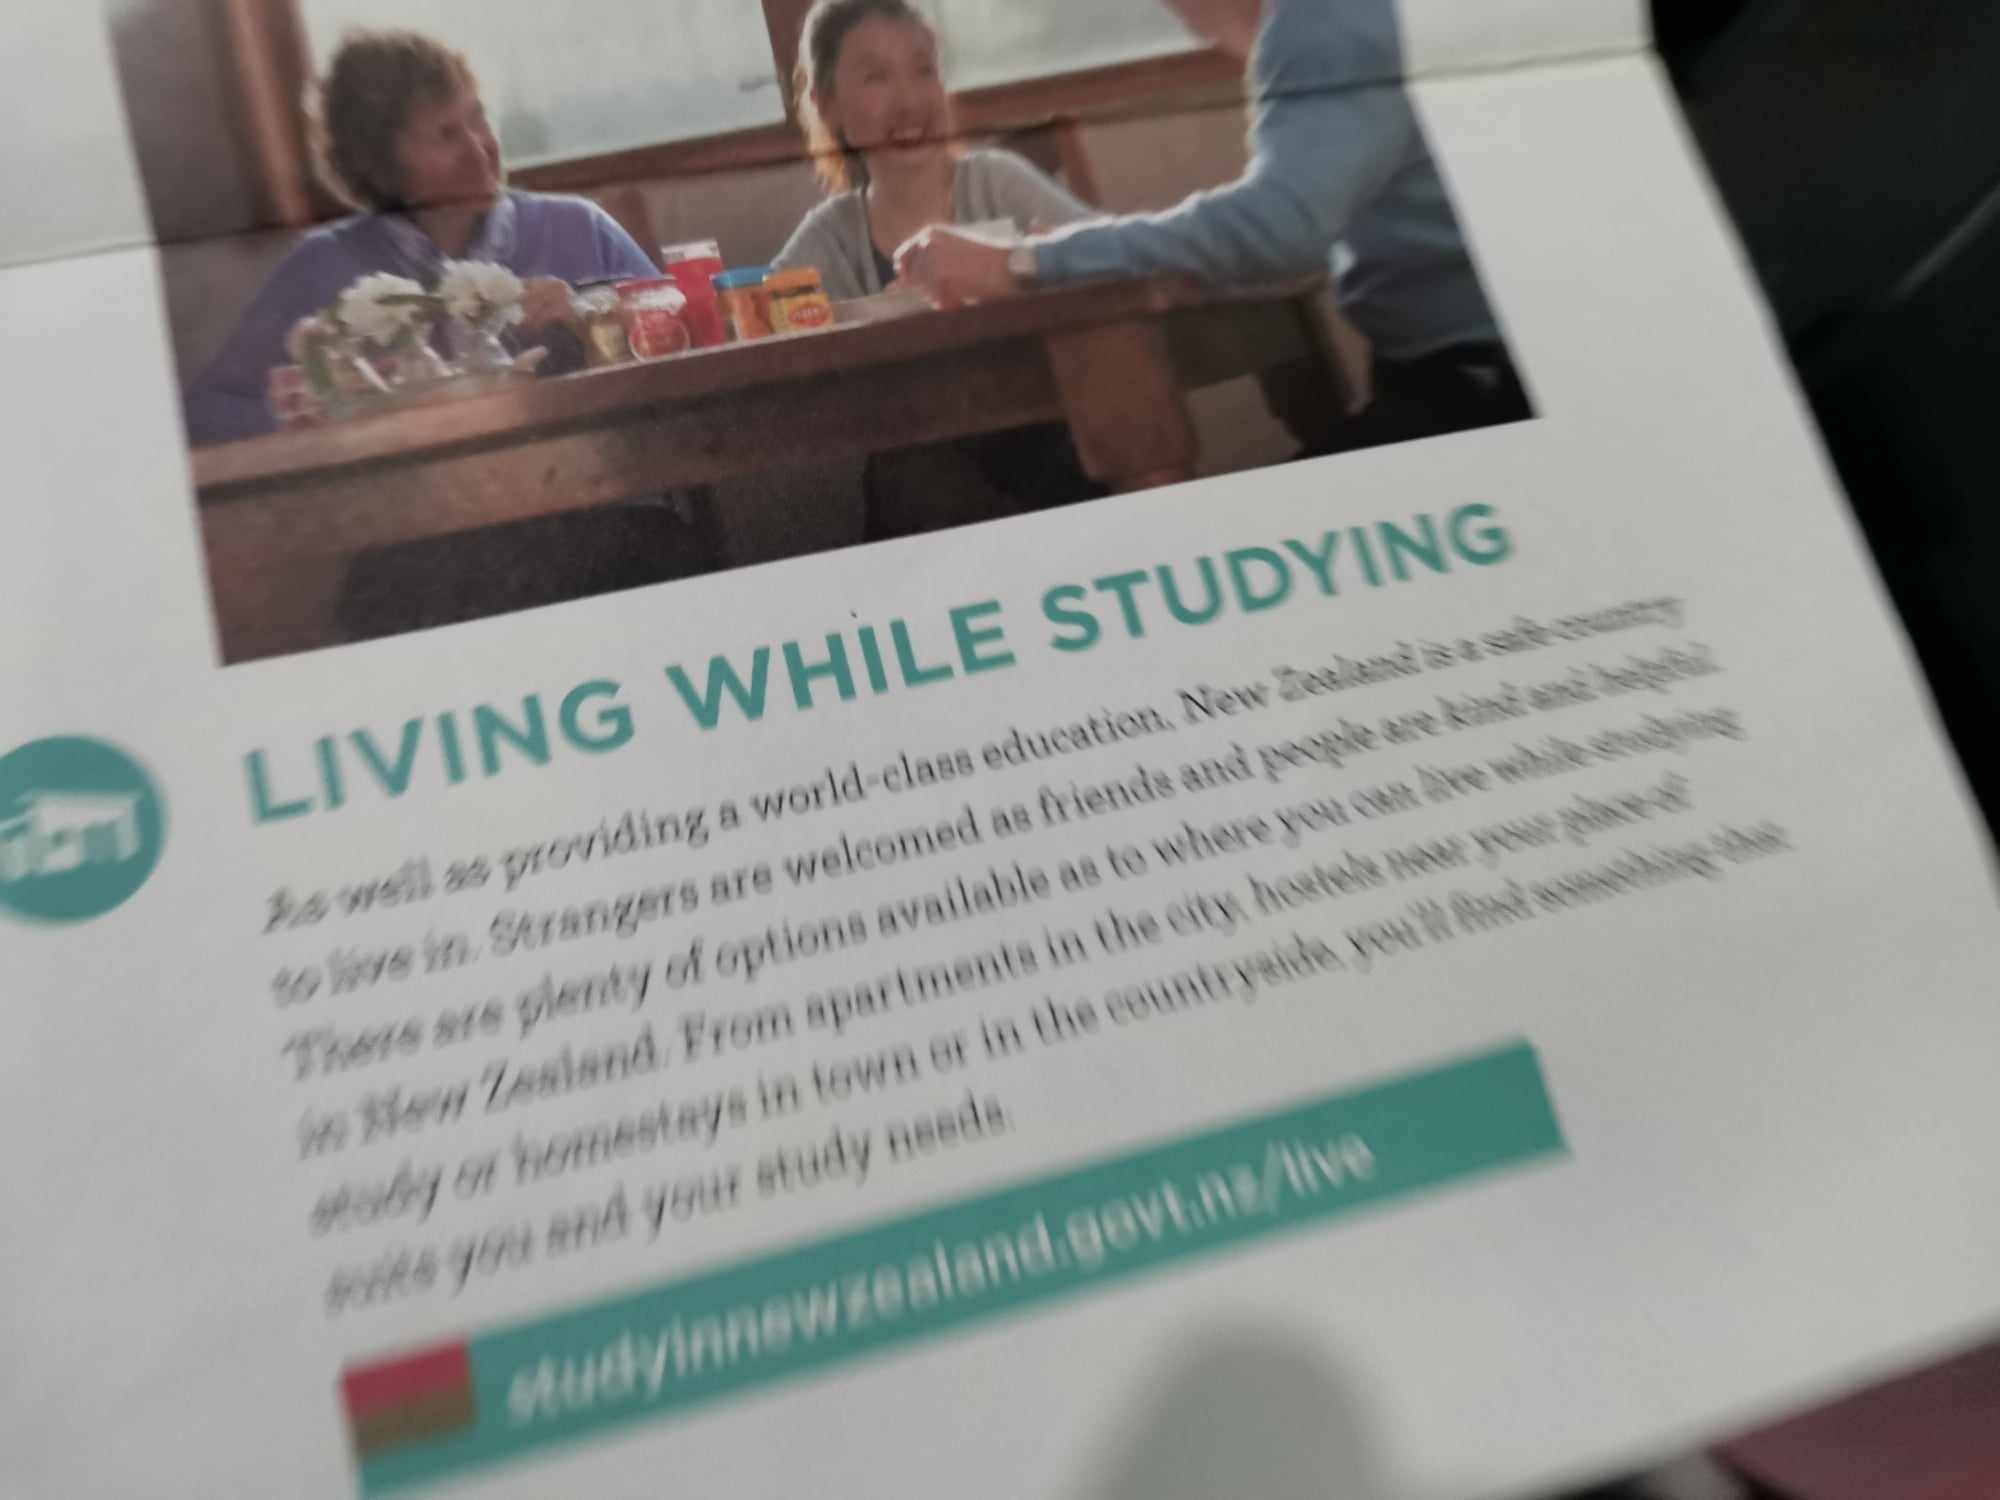 LIVING WHILE STUDYING
As well as providing a world-class education, New Zealand is a safe country
to live in. Strangers are welcomed as friends and people are kind and helpful.
There are plenty of options available as to where you can live while studying
in New Zealand. From apartments in the city, hostels near your place of
study or homestays in town or in the countryside, you'll find something that
suits you and your study needs.
studyinnewzealand.govt.nz/live